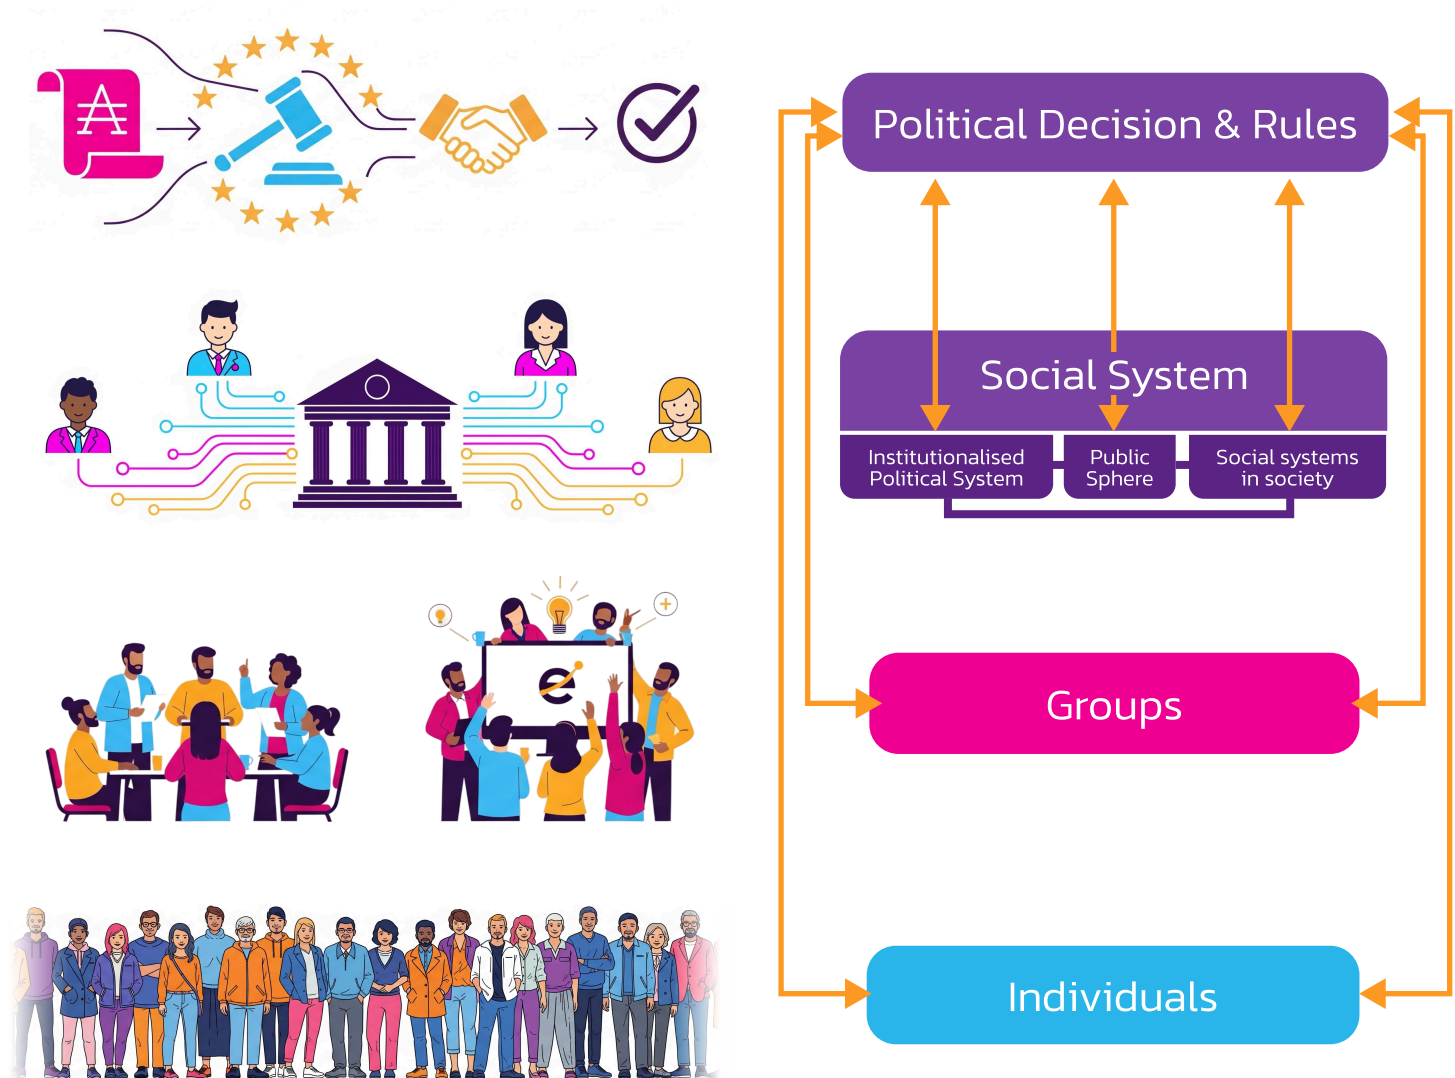 Political Decision & Rules
Social System
Institutionalised
Political System
Public
Sphere
Social systems
in society
e
Groups
Individuals